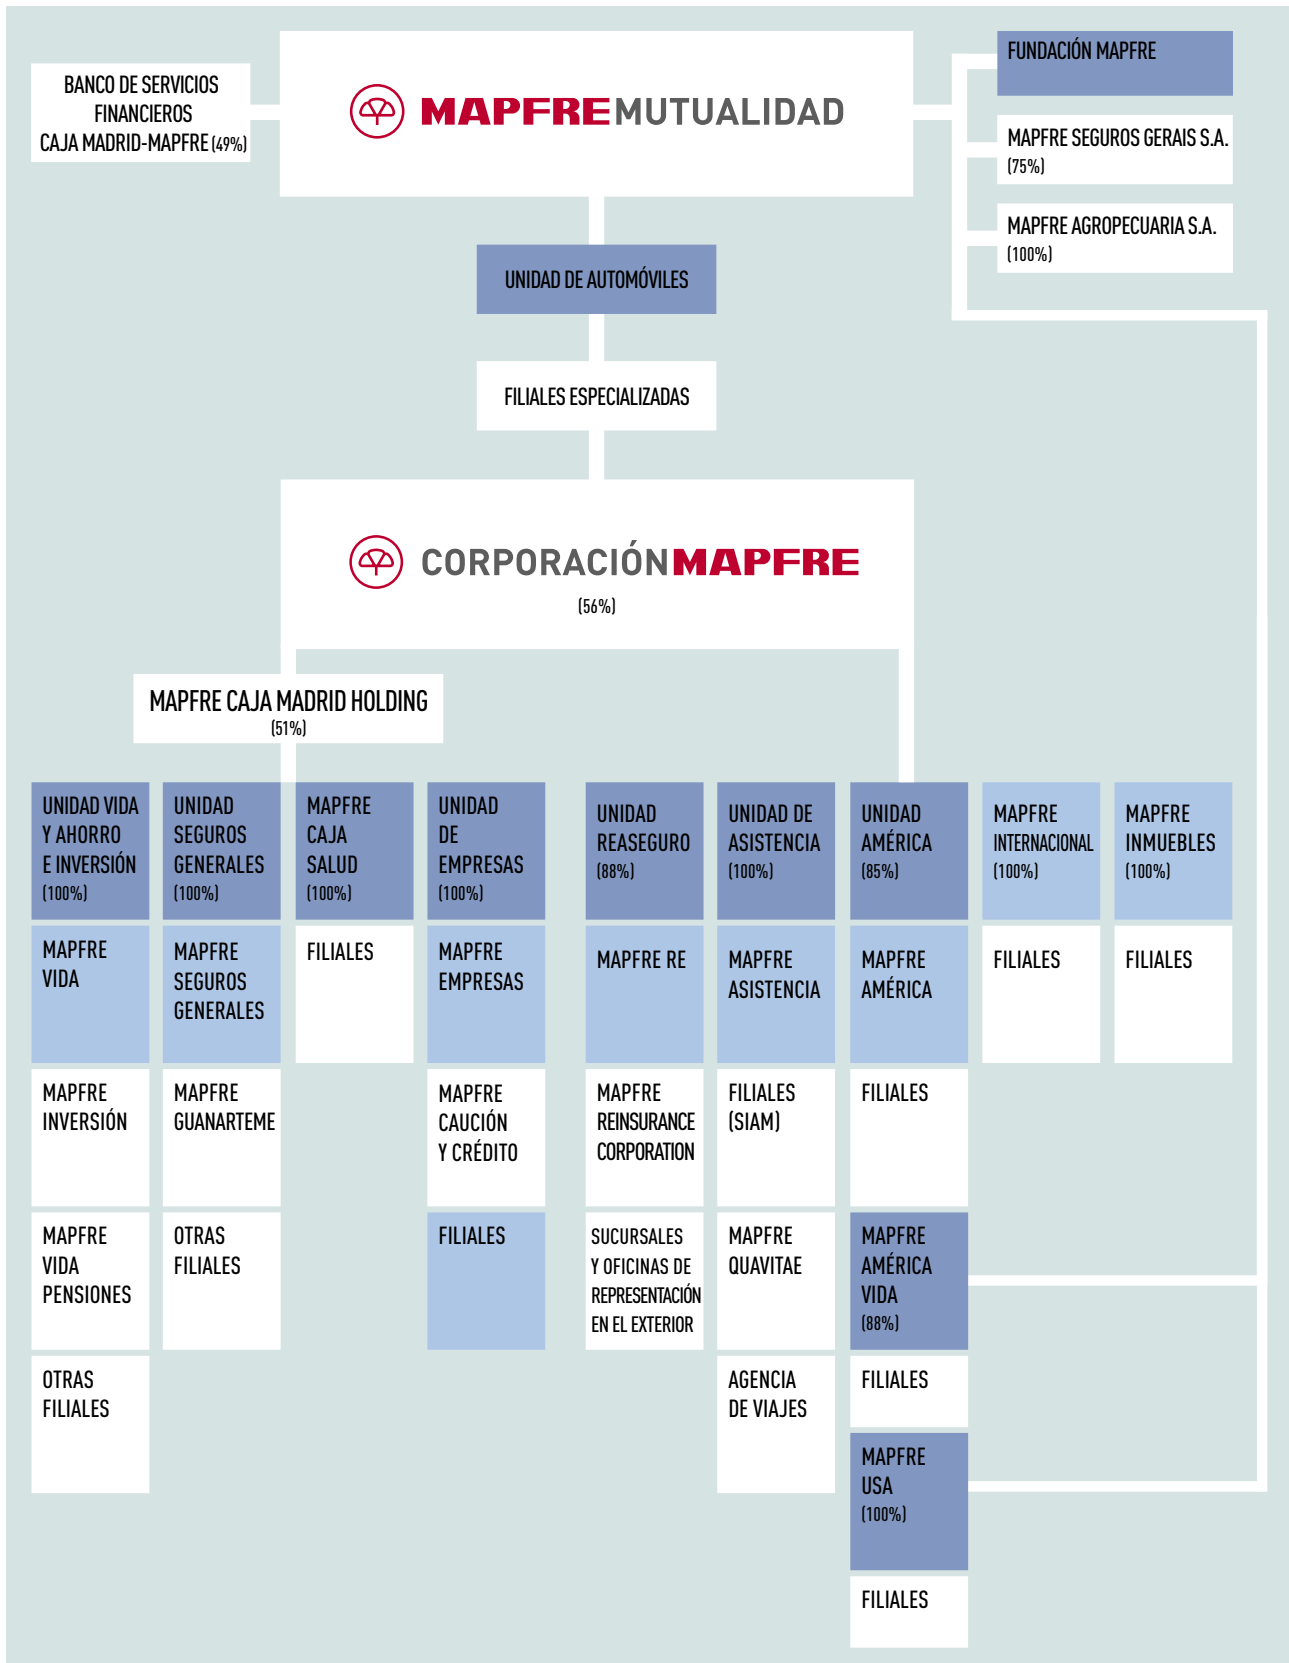 BANCO DE SERVICIOS
FINANCIEROS
CAJA MADRID-MAPFRE (49%)
MAPFRE MUTUALIDAD
FUNDACIÓN MAPFRE
MAPFRE SEGUROS GERAIS S.A.
(75%)
MAPFRE AGROPECUARIA S.A.
(100%)
UNIDAD DE AUTOMÓVILES
FILIALES ESPECIALIZADAS
CORPORACIÓN MAPFRE
(56%)
MAPFRE CAJA MADRID HOLDING
(51%)
UNIDAD VIDA
Y AHORRO
E INVERSIÓN
(100%)
MAPFRE
VIDA
MAPFRE
INVERSIÓN
MAPFRE
VIDA
PENSIONES
OTRAS
FILIALES
UNIDAD
SEGUROS
GENERALES
(100%)
MAPFRE
SEGUROS
GENERALES
MAPFRE
GUANARTEME
OTRAS
FILIALES
MAPFRE
CAJA
SALUD
(100%)
FILIALES
UNIDAD
DE
EMPRESAS
(100%)
MAPFRE
EMPRESAS
MAPFRE
CAUCIÓN
Y CRÉDITO
FILIALES
UNIDAD
REASEGURO
(88%)
MAPFRE RE
MAPFRE
REINSURANCE
CORPORATION
SUCURSALES
Y OFICINAS DE
REPRESENTACIÓN
EN EL EXTERIOR
UNIDAD DE
ASISTENCIA
(100%)
MAPFRE
ASISTENCIA
FILIALES
(SIAM)
MAPFRE
QUAVITAE
AGENCIA
DE VIAJES
UNIDAD
AMÉRICA
(85%)
MAPFRE
AMÉRICA
FILIALES
MAPFRE
AMÉRICA
VIDA
(88%)
FILIALES
MAPFRE
USA
(100%)
FILIALES
MAPFRE
INTERNACIONAL
(100%)
FILIALES
MAPFRE
INMUEBLES
(100%)
FILIALES